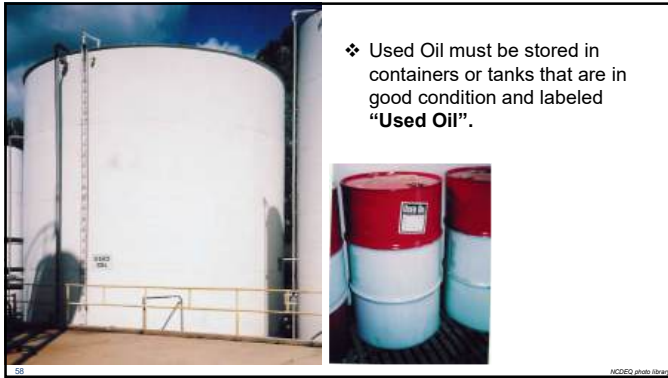 ❖ Used Oil must be stored in
containers or tanks that are in
good condition and labeled
“Used Oil”.
USED
OIL
58
NCDEQ photo library